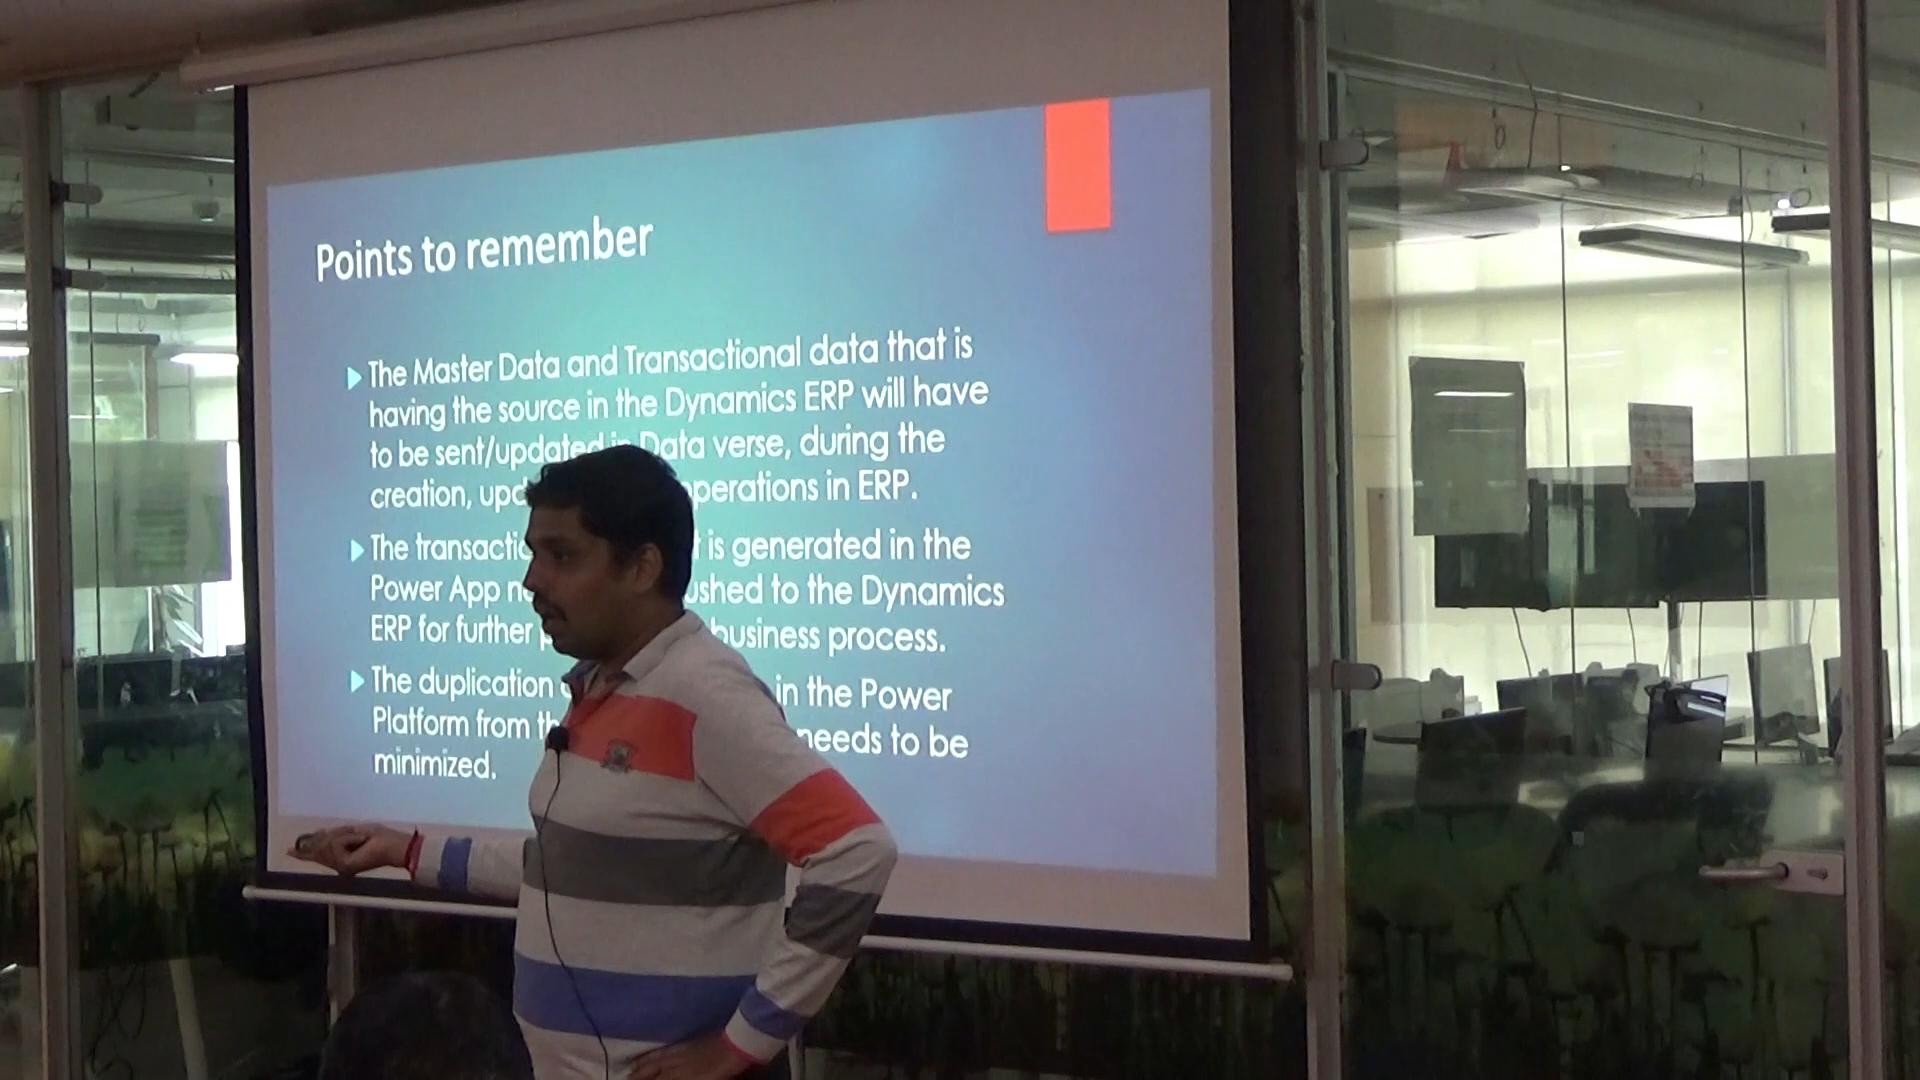 Points to remember
The Master Data and Transactional data that is
having the source in the Dynamics ERP will have
to be sent/updated in Data verse, during the
creation, operations in ERP.
The is generated in the
Power App to the Dynamics
ERP for further business process.
The duplication in the Power
Platform from needs to be
minimized.